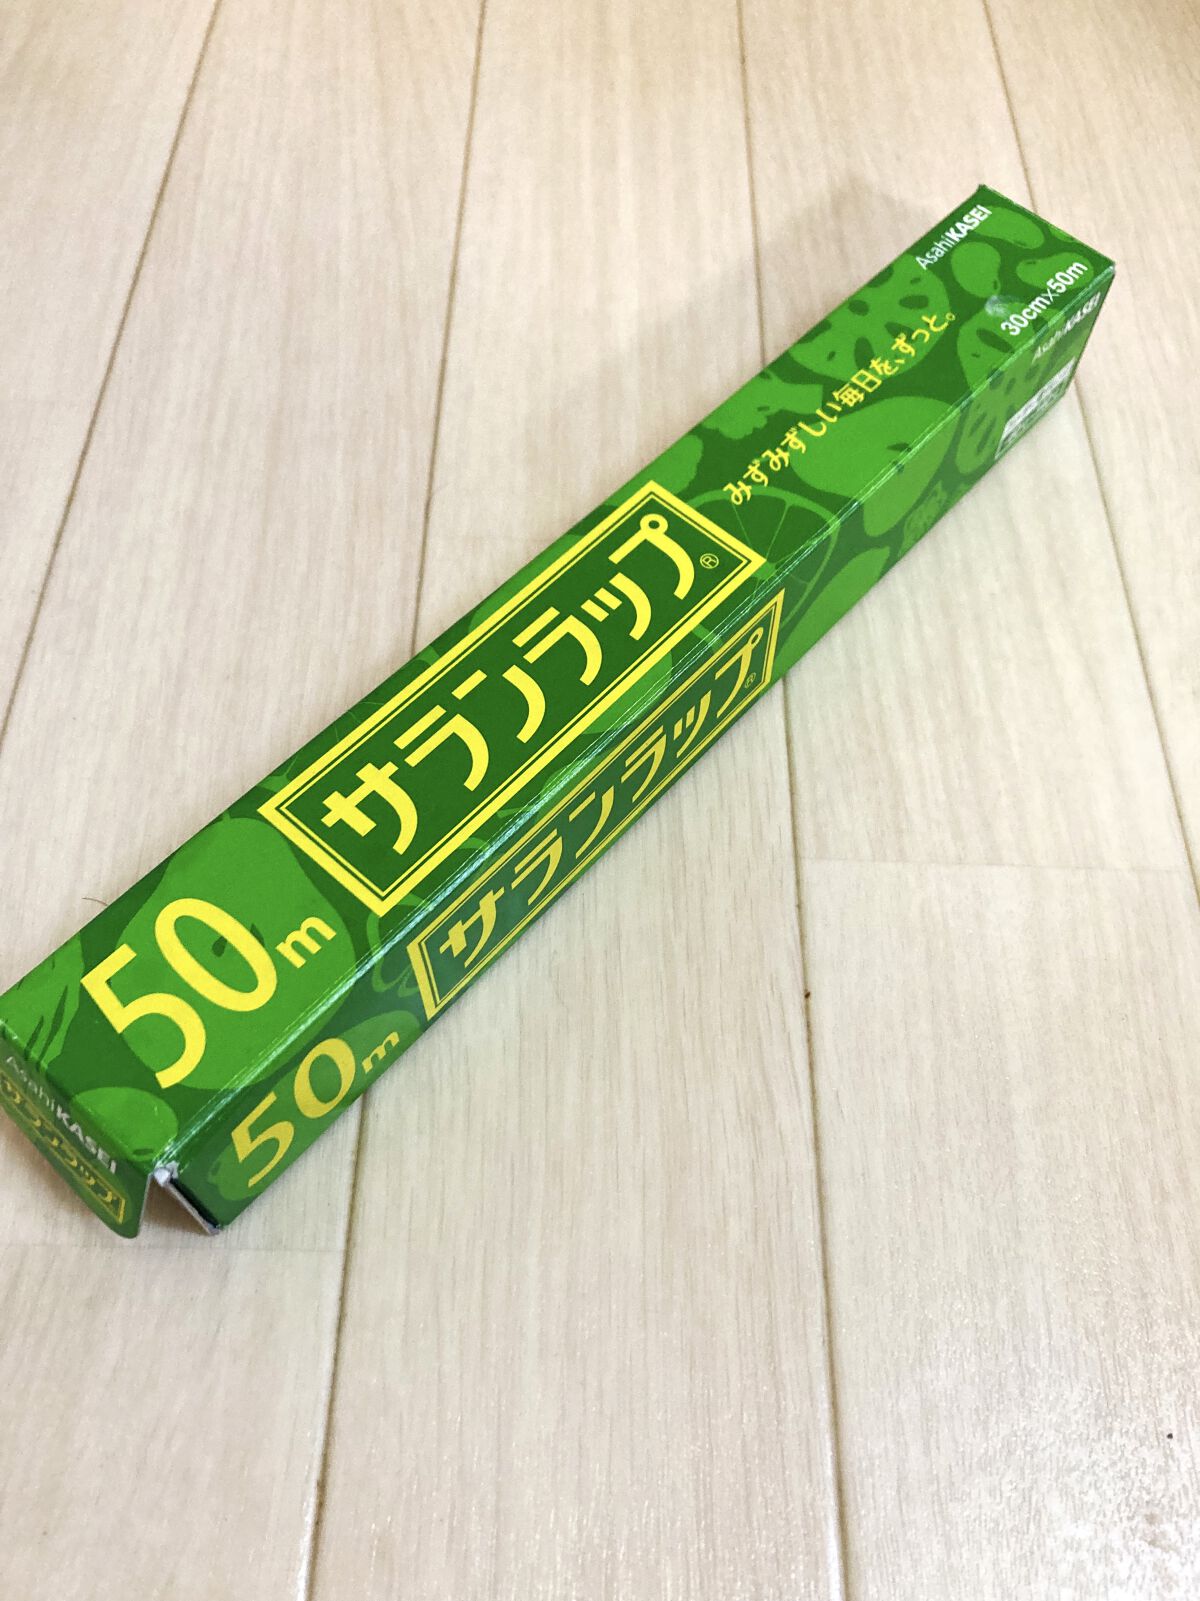 AsahiKASEI
30cm×50m
みずみずしい毎日を、ずっと。
サランラップ®
50m
AsahiKASEI
サランラップ®
50m
AsahiKASEI
サランラップ